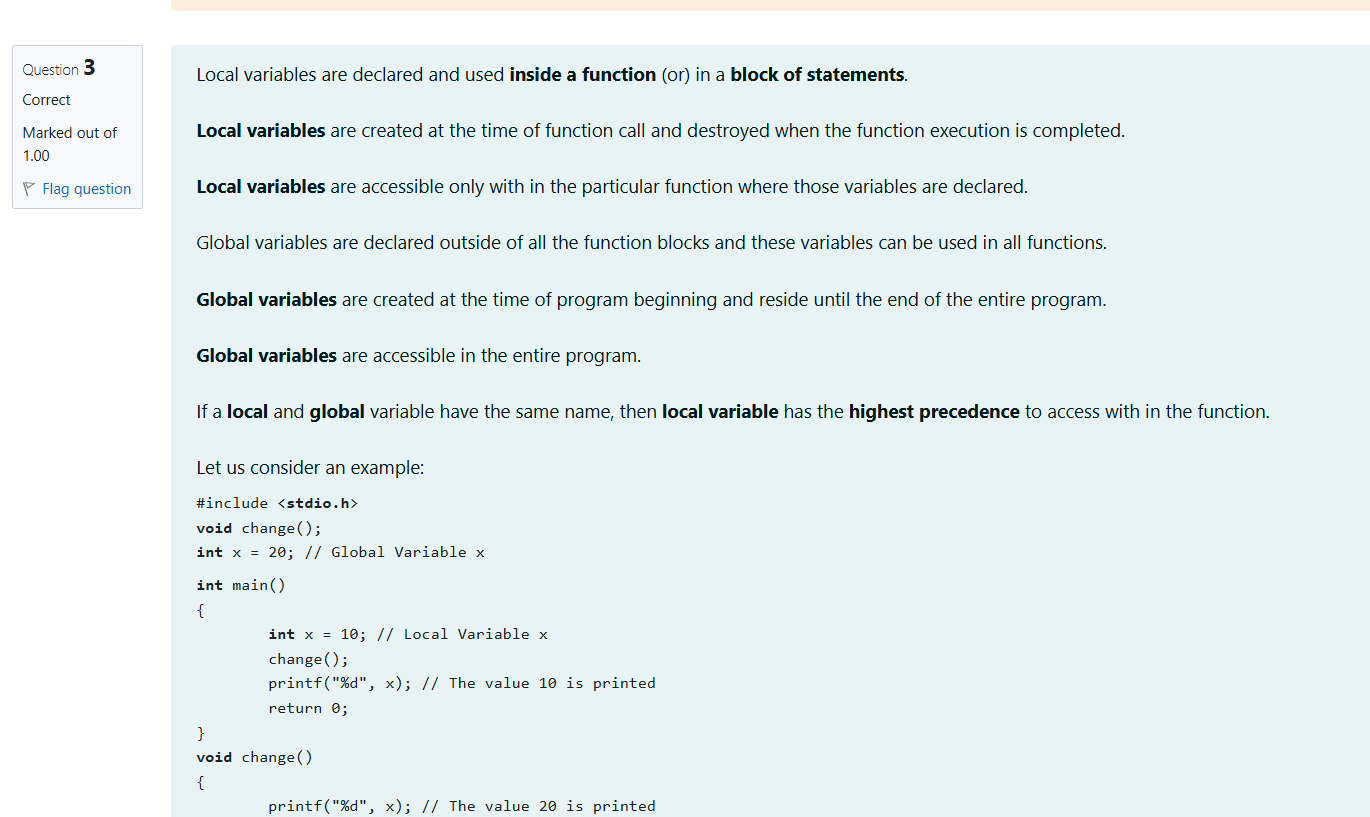 Question 3
Correct
Marked out of
1.00
Flag question
Local variables are declared and used inside a function (or) in a block of statements.
Local variables are created at the time of function call and destroyed when the function execution is completed.
Local variables are accessible only with in the particular function where those variables are declared.
Global variables are declared outside of all the function blocks and these variables can be used in all functions.
Global variables are created at the time of program beginning and reside until the end of the entire program.
Global variables are accessible in the entire program.
If a local and global variable have the same name, then local variable has the highest precedence to access with in the function.
Let us consider an example:
#include <stdio.h>
void change();
int x = 20; // Global Variable x
int main()
{
int x = 10; // Local Variable x
change();
printf("%d", x); // The value 10 is printed
return 0;
}
void change()
{
printf("%d", x); // The value 20 is printed